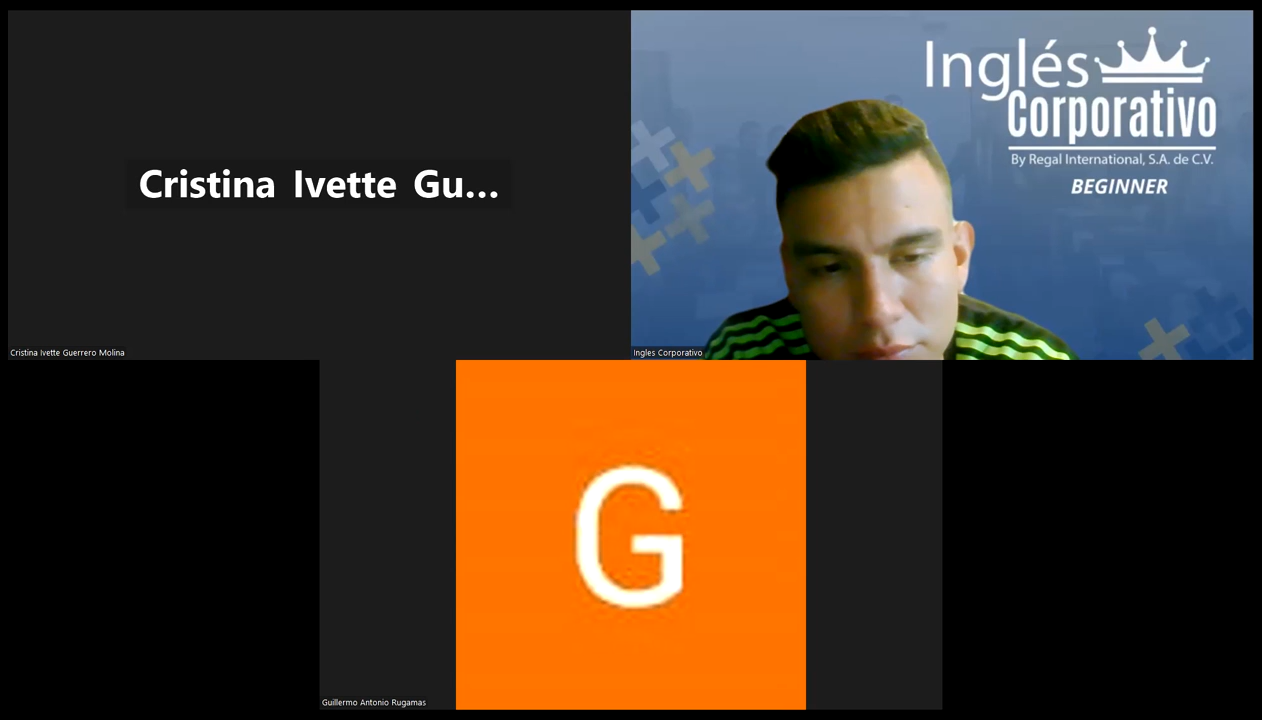 Cristina Ivette Gu...
Cristina Ivette Guerrero Molina
Inglés
Corporativo
By Regal International, S.A. de C.V.
BEGINNER
Ingles Corporativo
G
Guillermo Antonio Rugamas